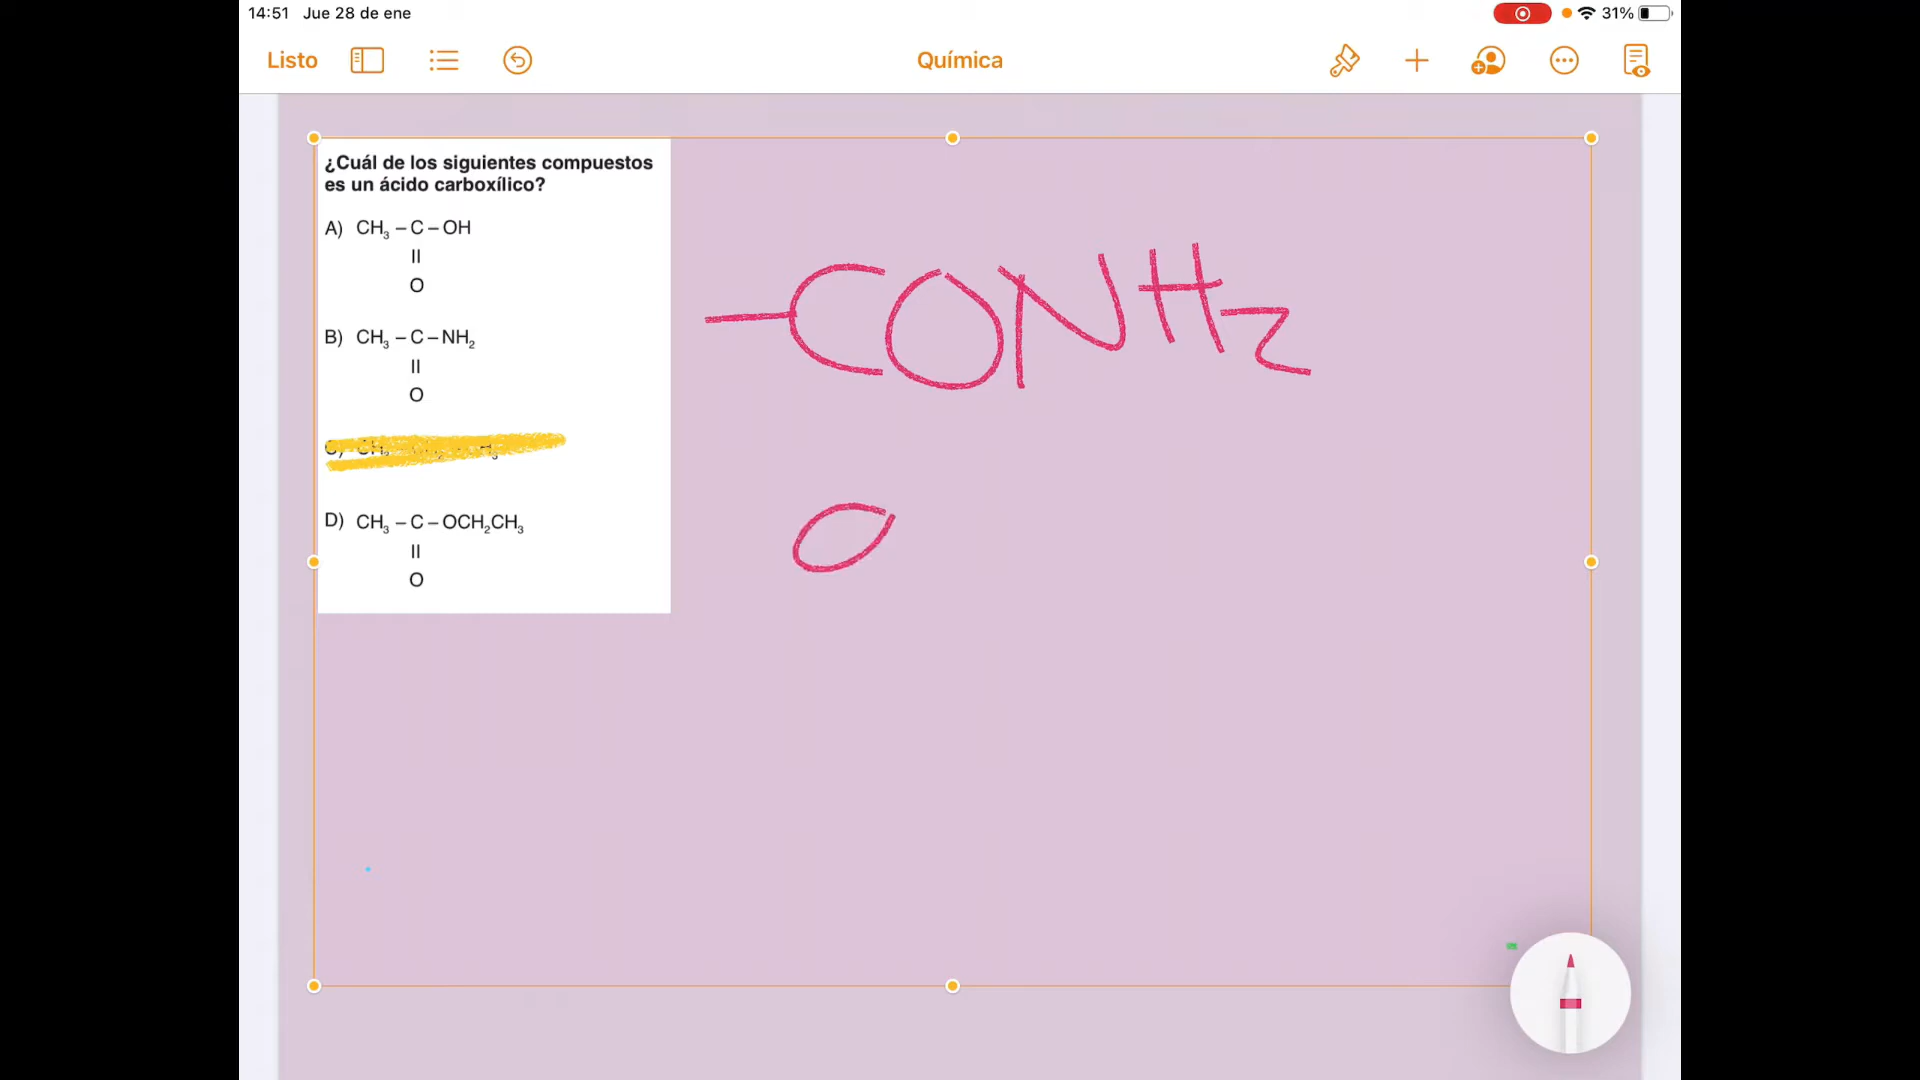 14:51 Jue 28 de ene
31%
Listo
Química
¿Cuál de los siguientes compuestos
es un ácido carboxílico?
A) CH₃ – C – OH
||
O
B) CH₃ – C – NH₂
||
O
D) CH₃ – C – OCH₂CH₃
||
O
–CONH₂
O